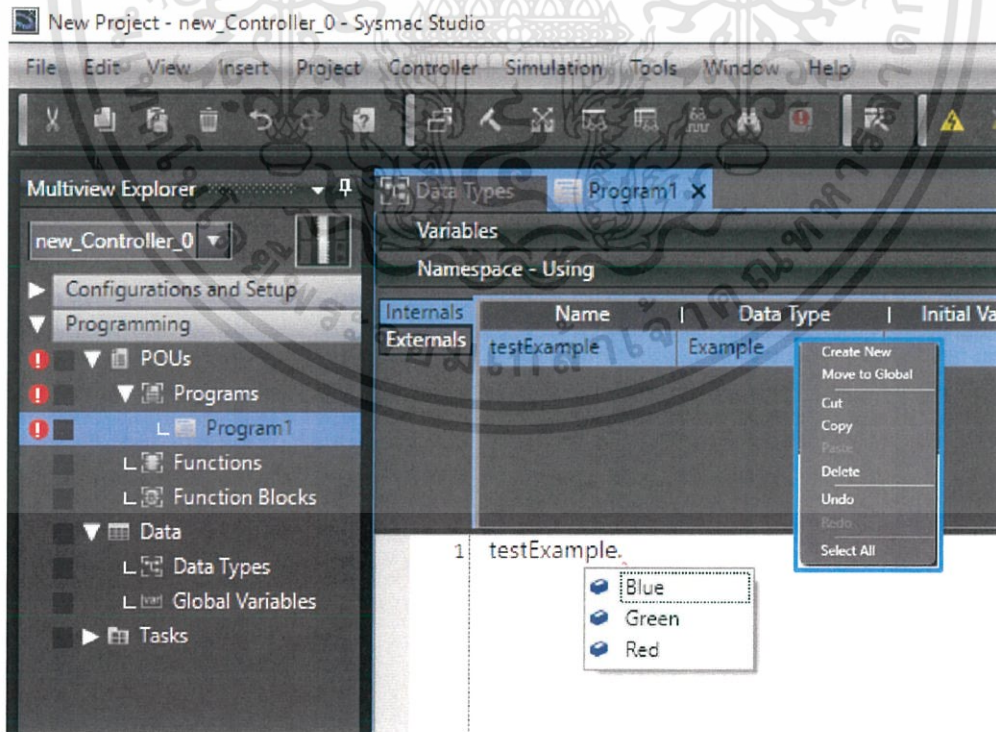 New Project - new_Controller_0 - Sysmac Studio
File Edit View Insert Project Controller Simulation Tools Window Help
Multiview Explorer
new_Controller_0
Configurations and Setup
Programming
POUs
Programs
Program1
Functions
Function Blocks
Data
Data Types
Global Variables
Tasks
Data Types Program1
Variables
Namespace - Using
Internals
Externals
Name Data Type Initial Va
testExample Example
Create New
Move to Global
Cut
Copy
Paste
Delete
Undo
Redo
Select All
1 testExample.
Blue
Green
Red